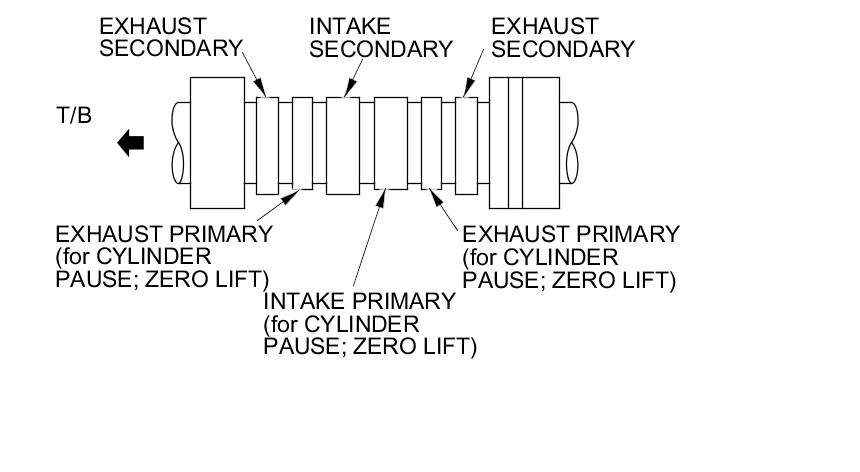 EXHAUST
SECONDARY
INTAKE
SECONDARY
EXHAUST
SECONDARY
T/B
EXHAUST PRIMARY
(for CYLINDER
PAUSE; ZERO LIFT)
INTAKE PRIMARY
(for CYLINDER
PAUSE; ZERO LIFT)
EXHAUST PRIMARY
(for CYLINDER
PAUSE; ZERO LIFT)